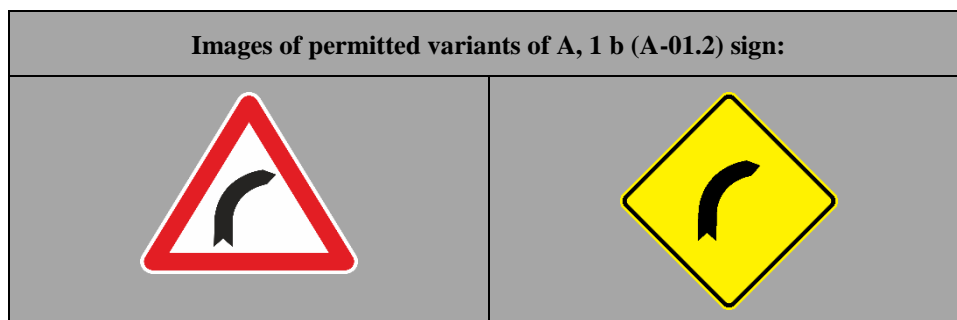 Images of permitted variants of A, 1 b (A-01.2) sign: